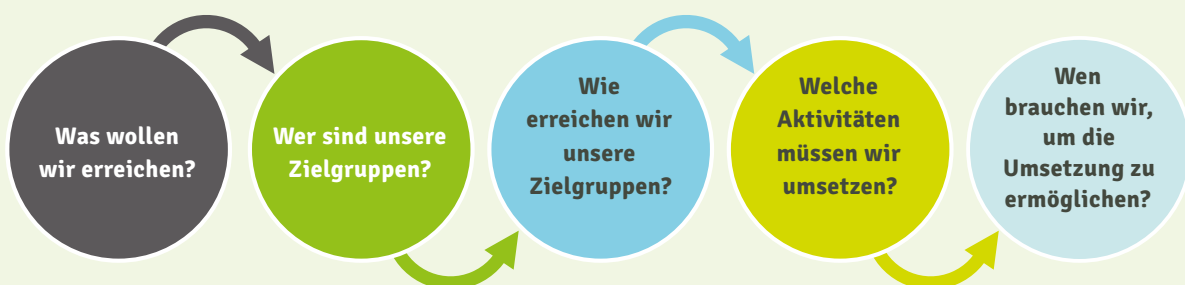 Was wollen
wir erreichen?
Wer sind unsere
Zielgruppen?
Wie
erreichen wir
unsere
Zielgruppen?
Welche
Aktivitäten
müssen wir
umsetzen?
Wen
brauchen wir,
um die
Umsetzung zu
ermöglichen?